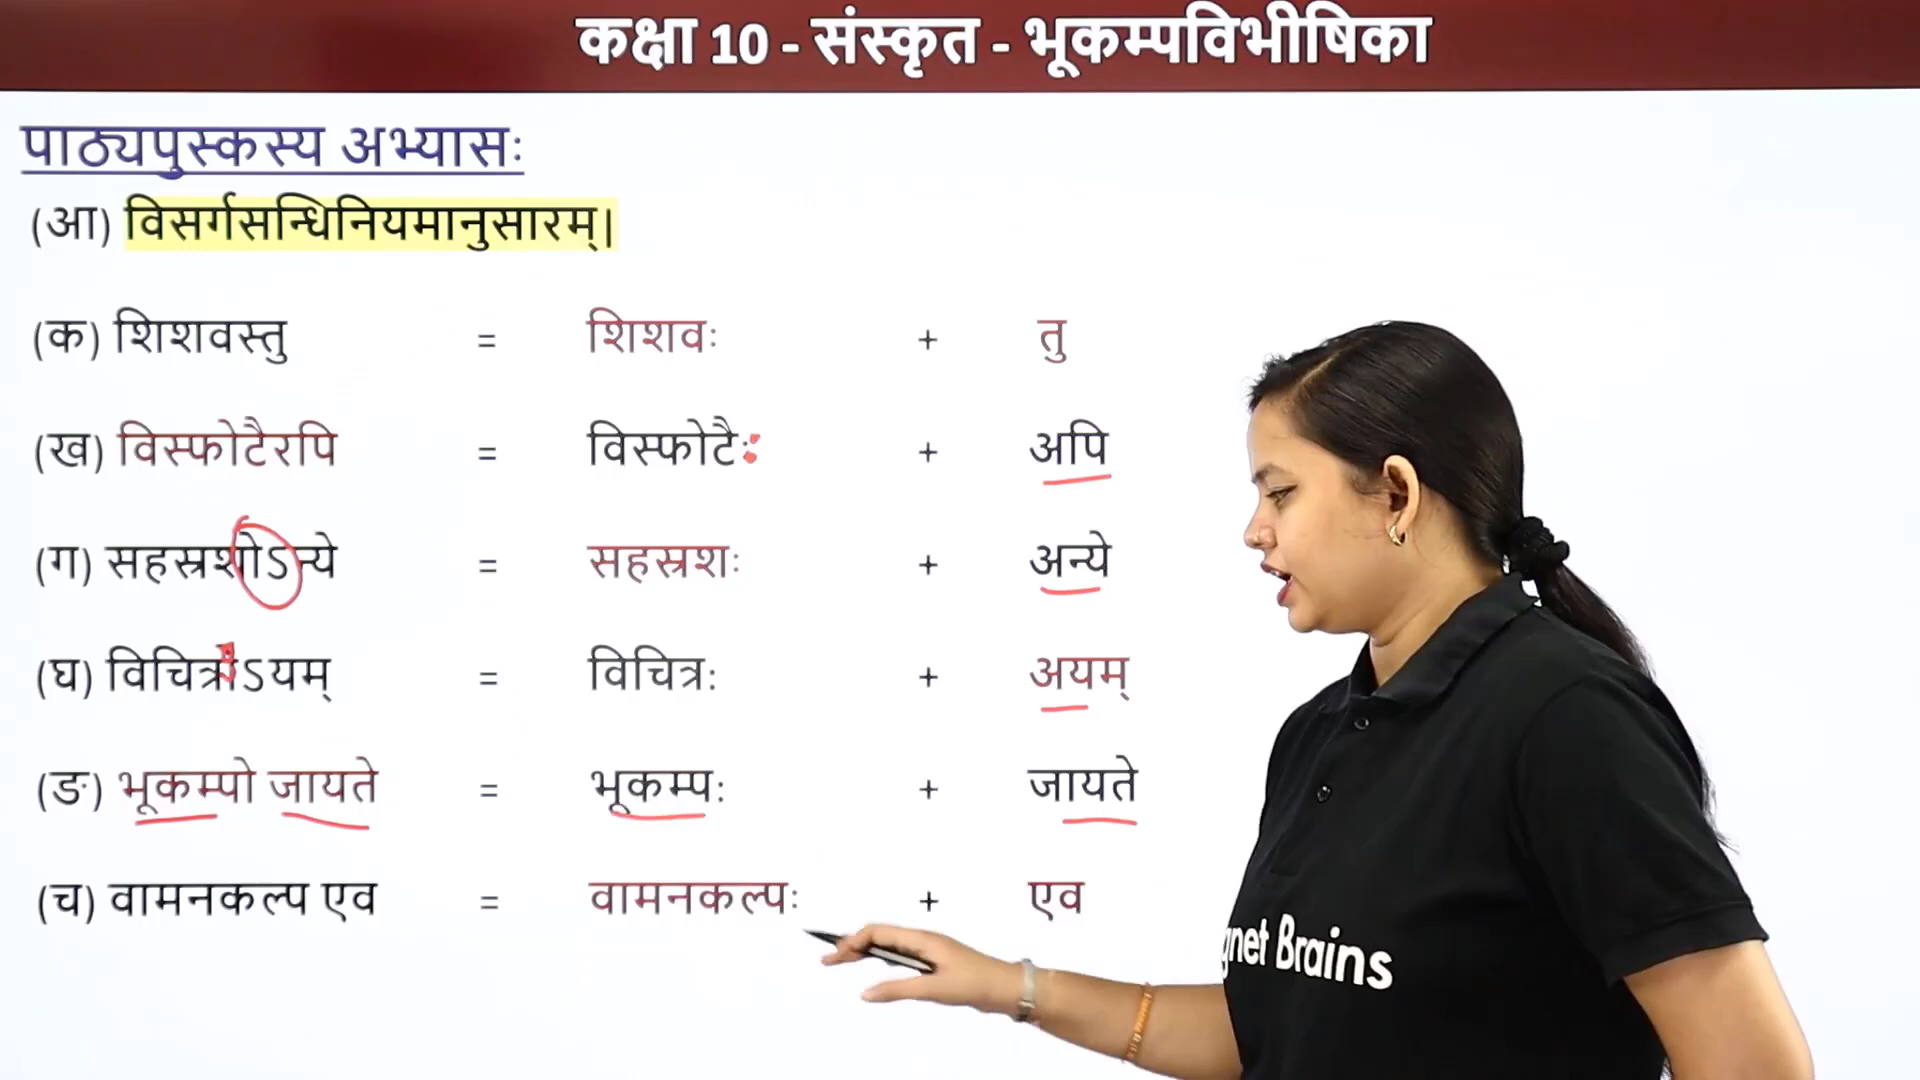 कक्षा 10 - संस्कृत - भूकम्पविभीषिका
पाठ्यपुस्कस्य अभ्यासः
(आ) विसर्गसन्धिनियमानुसारम्।
(क) शिशवस्तु = शिशवः + तु
(ख) विस्फोटैरपि = विस्फोटैः + अपि
(ग) सहस्रशोऽन्ये = सहस्रशः + अन्ये
(घ) विचित्रोऽयम् = विचित्रः + अयम्
(ङ) भूकम्पो जायते = भूकम्पः + जायते
(च) वामनकल्प एव = वामनकल्पः + एव
gnet Brains